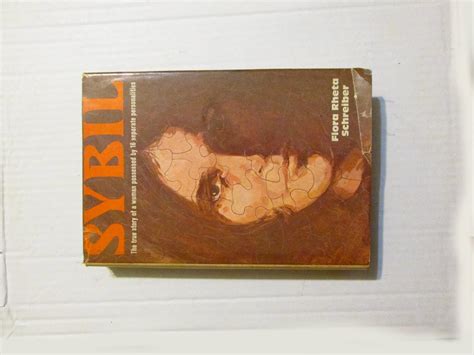 SYBIL
The true story of a woman possessed by 16 separate personalities
Flora Rheta
Schreiber